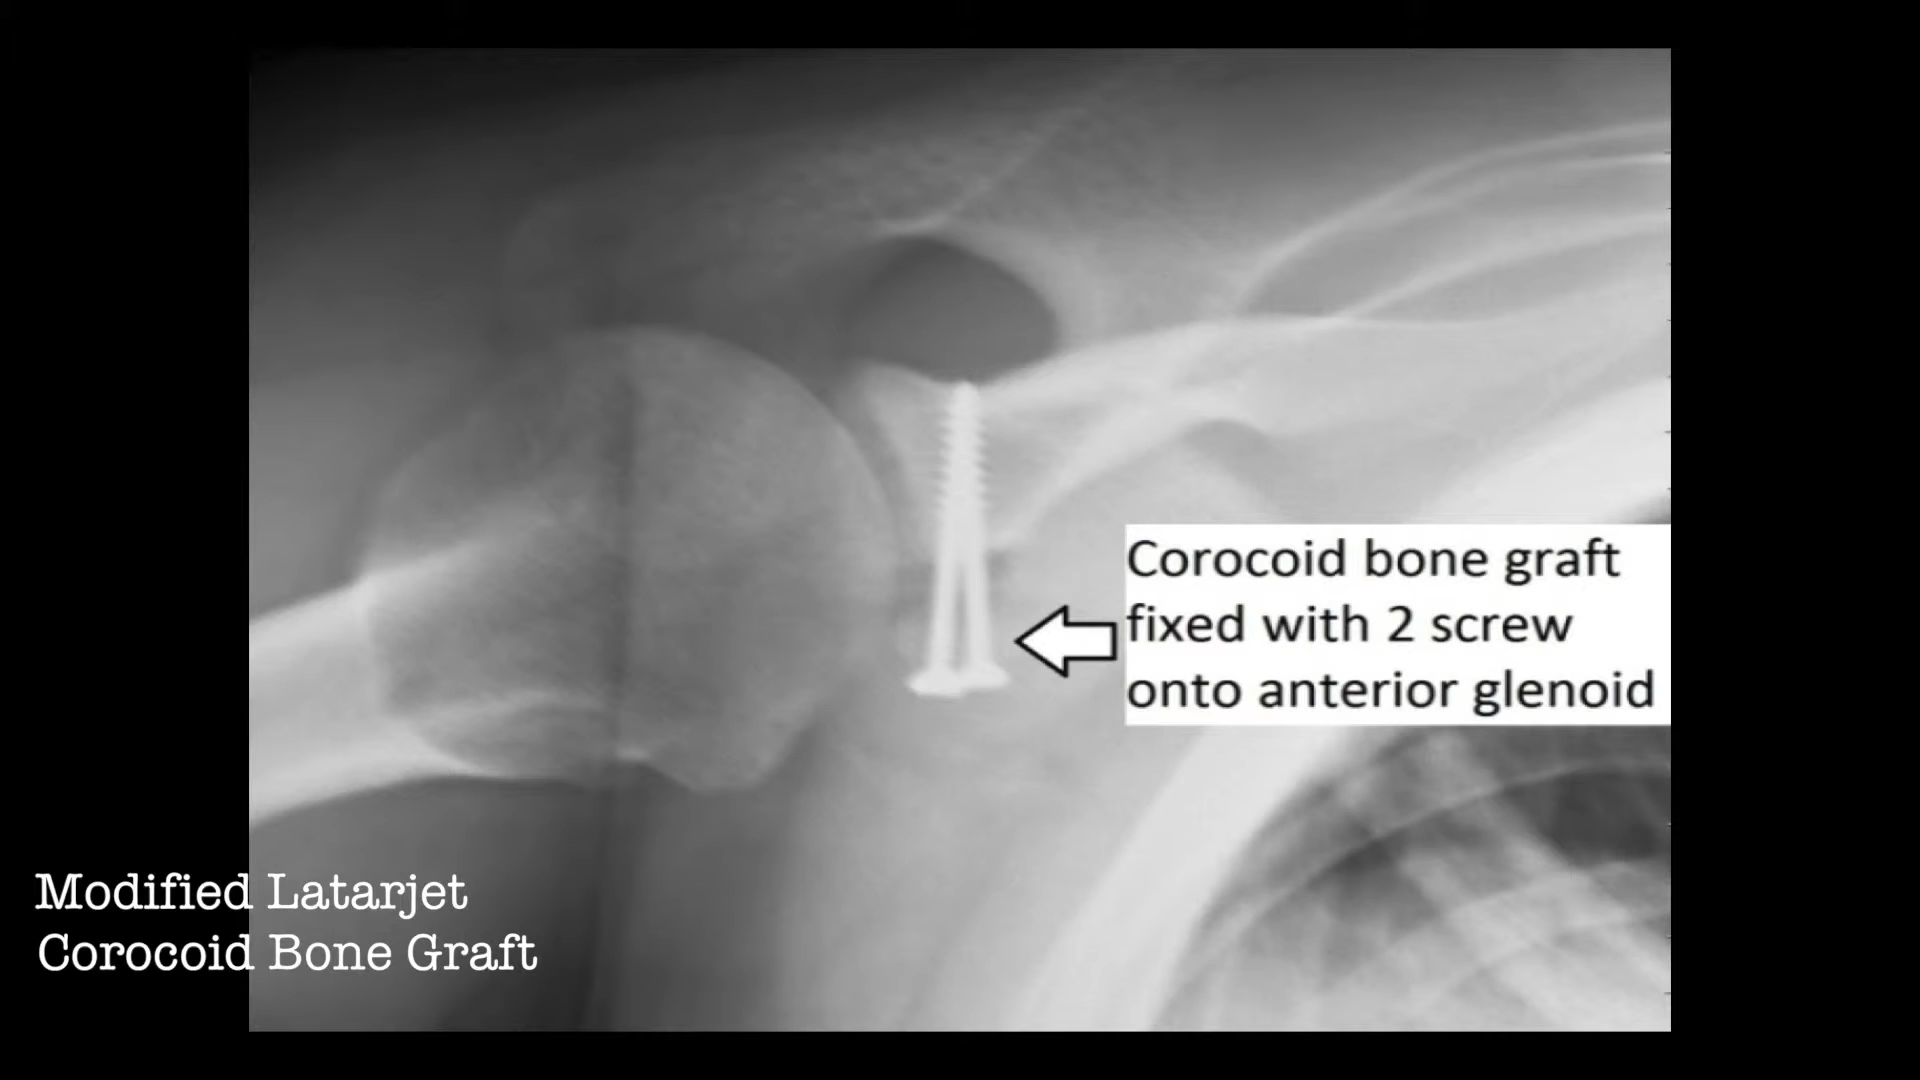 Corocoid bone graft
fixed with 2 screw
onto anterior glenoid
Modified Latarjet
Corocoid Bone Graft